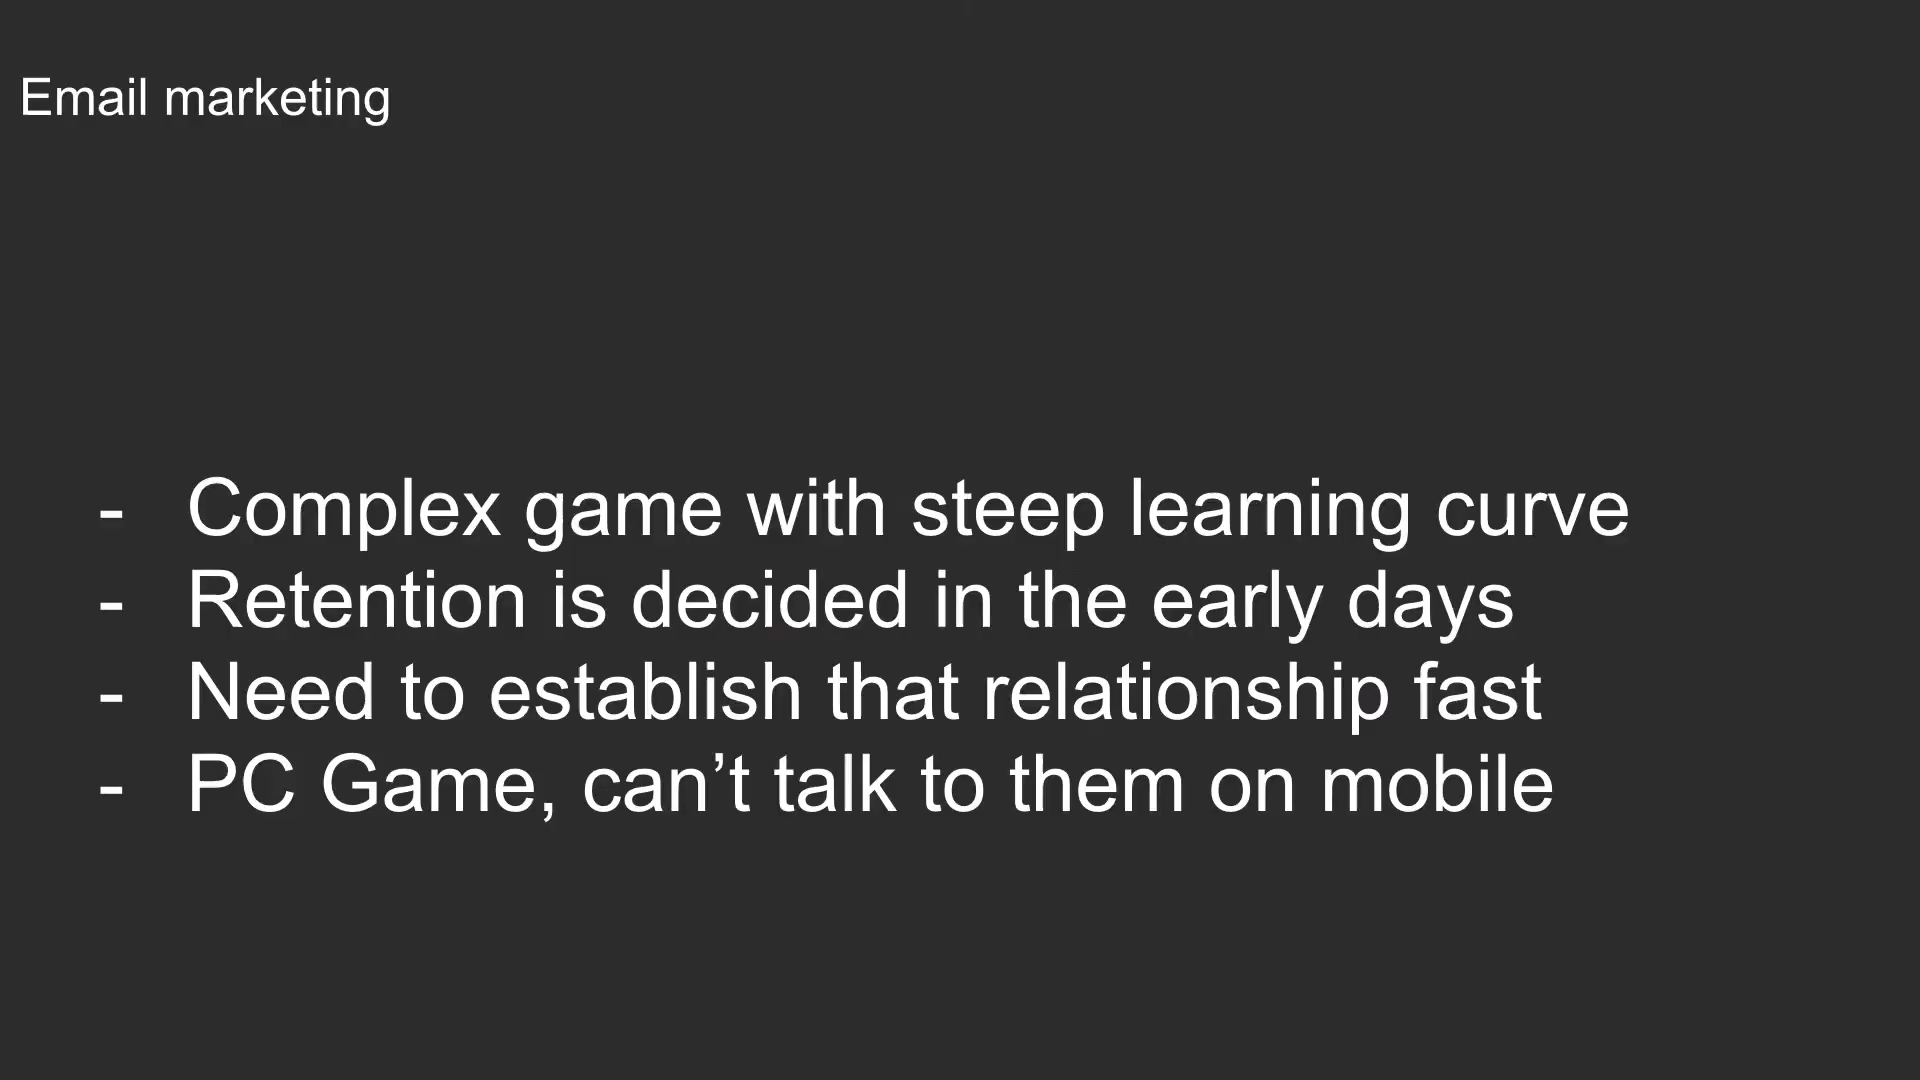 Email marketing
- Complex game with steep learning curve
- Retention is decided in the early days
- Need to establish that relationship fast
- PC Game, can’t talk to them on mobile